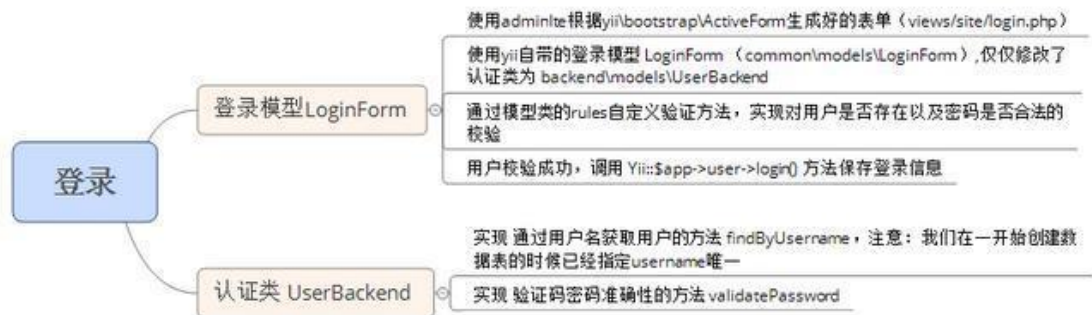 登录
登录模型LoginForm
使用adminlte根据yii\bootstrap\ActiveForm生成好的表单（views/site/login.php）
使用yii自带的登录模型 LoginForm （common\models\LoginForm）,仅仅修改了
认证类为 backend\models\UserBackend
通过模型类的rules自定义验证方法，实现对用户是否存在以及密码是否合法的
校验
用户校验成功，调用 Yii::$app->user->login() 方法保存登录信息
认证类 UserBackend
实现 通过用户名获取用户的方法 findByUsername，注意：我们在一开始创建数
据表的时候已经指定username唯一
实现 验证码密码准确性的方法 validatePassword